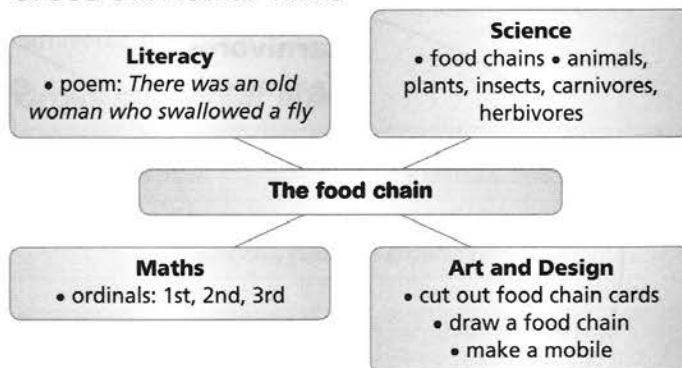 Literacy
• poem: There was an old
woman who swallowed a fly
Science
• food chains • animals,
plants, insects, carnivores,
herbivores
The food chain
Maths
• ordinals: 1st, 2nd, 3rd
Art and Design
• cut out food chain cards
• draw a food chain
• make a mobile